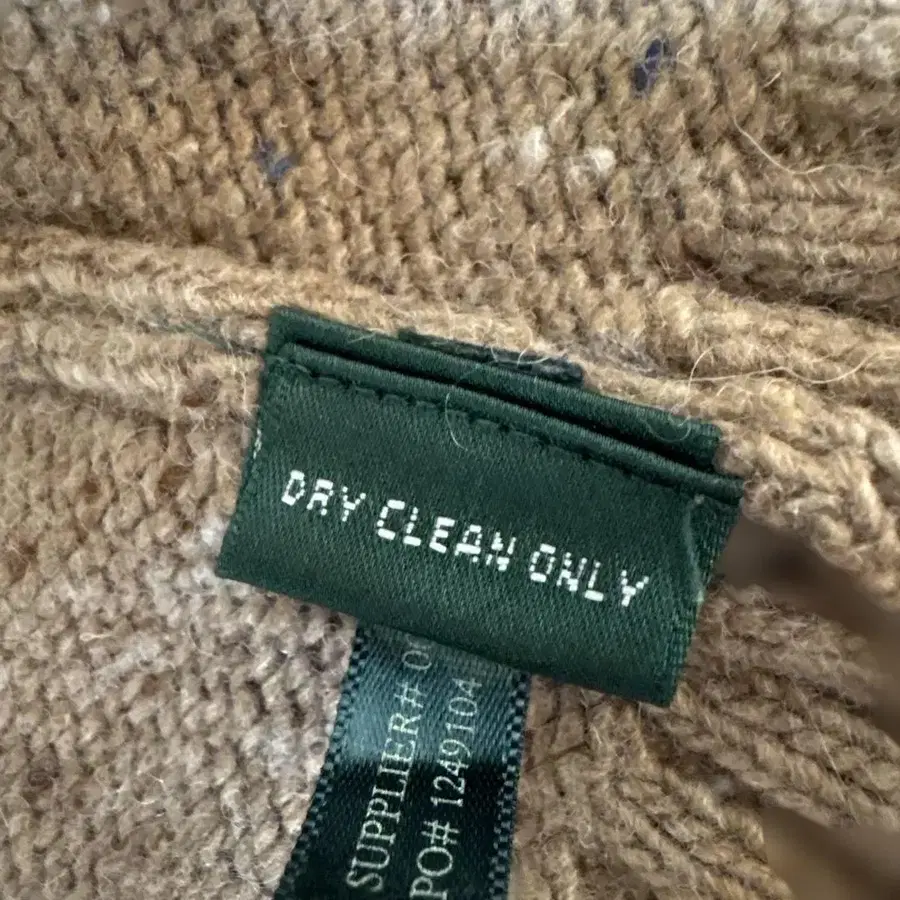 DRY CLEAN ONLY
SUPPLIER#
PO# 1249104